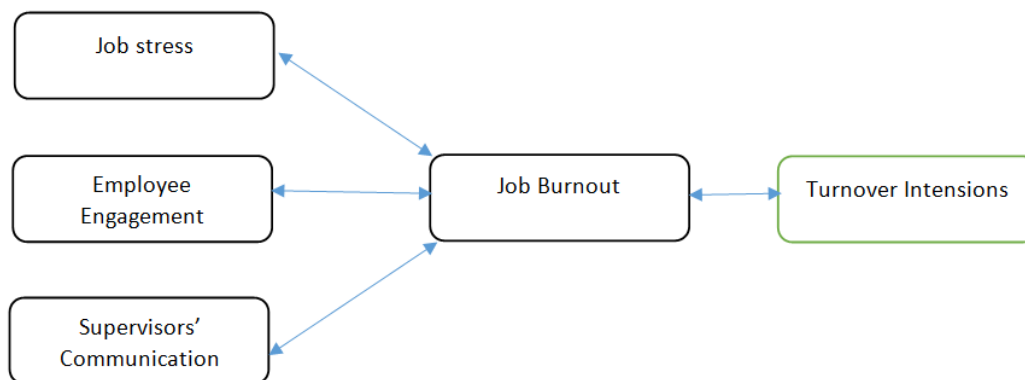 Job stress
Employee
Engagement
Supervisors’
Communication
Job Burnout
Turnover Intensions